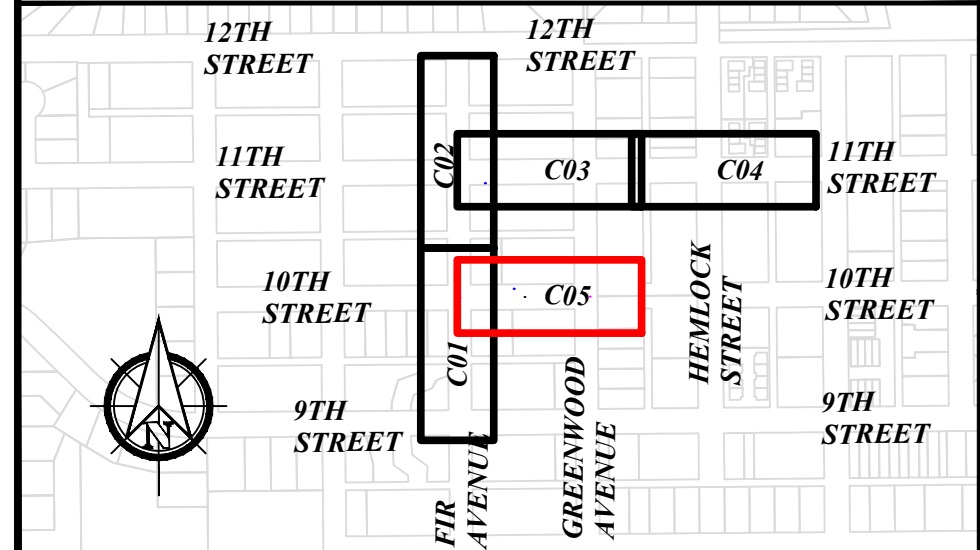 12TH
STREET
12TH
STREET
11TH
STREET
C02
C03
C04
11TH
STREET
10TH
STREET
C05
HEMLOCK
STREET
10TH
STREET
C01
9TH
STREET
9TH
STREET
FIR
AVENUE
GREENWOOD
AVENUE
N